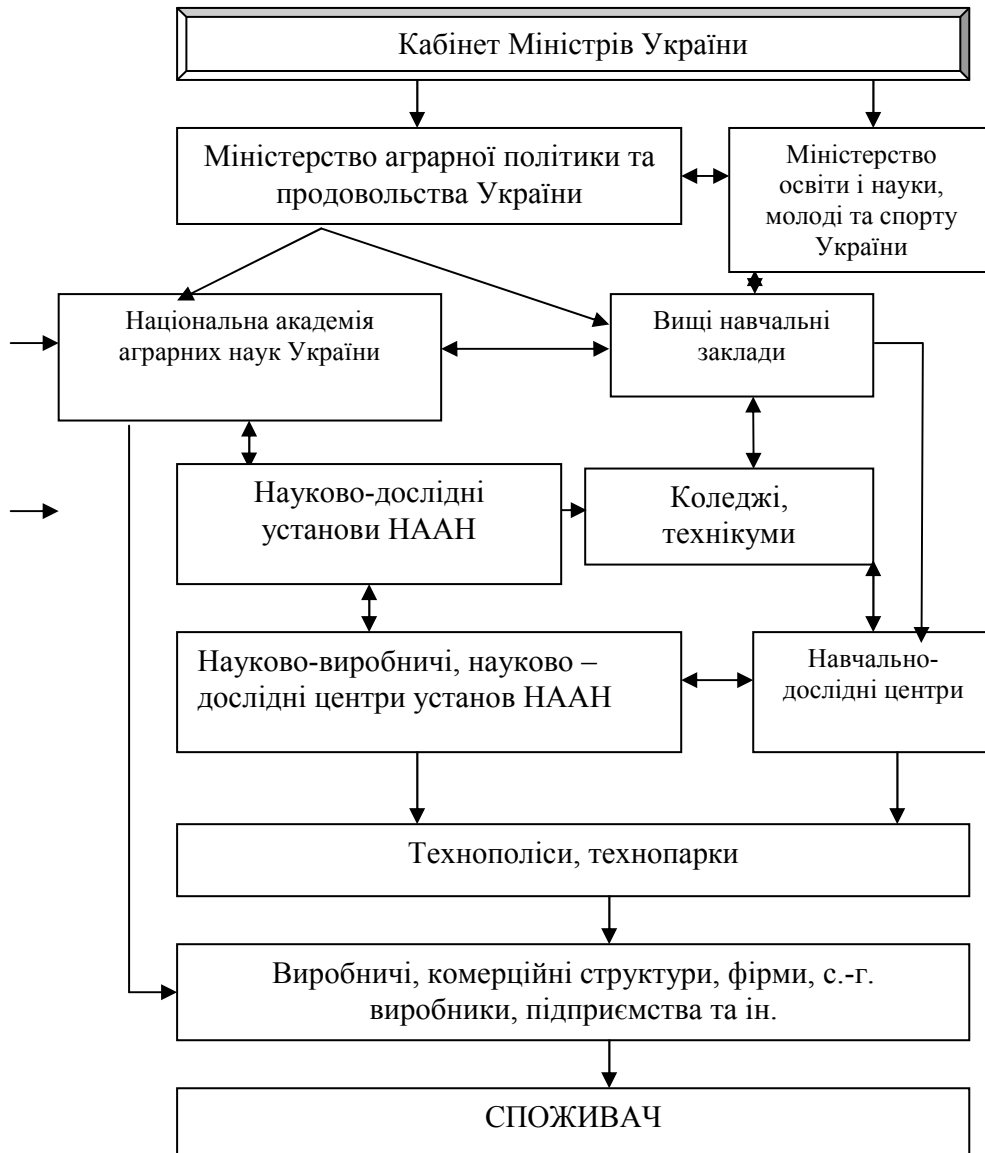 Кабінет Міністрів України
Міністерство аграрної політики та
продовольства України
Міністерство
освіти і науки,
молоді та спорту
України
Національна академія
аграрних наук України
Вищі навчальні
заклади
Науково-дослідні
установи НААН
Коледжі,
технікуми
Науково-виробничі, науково –
дослідні центри установ НААН
Навчально-
дослідні центри
Технополіси, технопарки
Виробничі, комерційні структури, фірми, с.-г.
виробники, підприємства та ін.
СПОЖИВАЧ